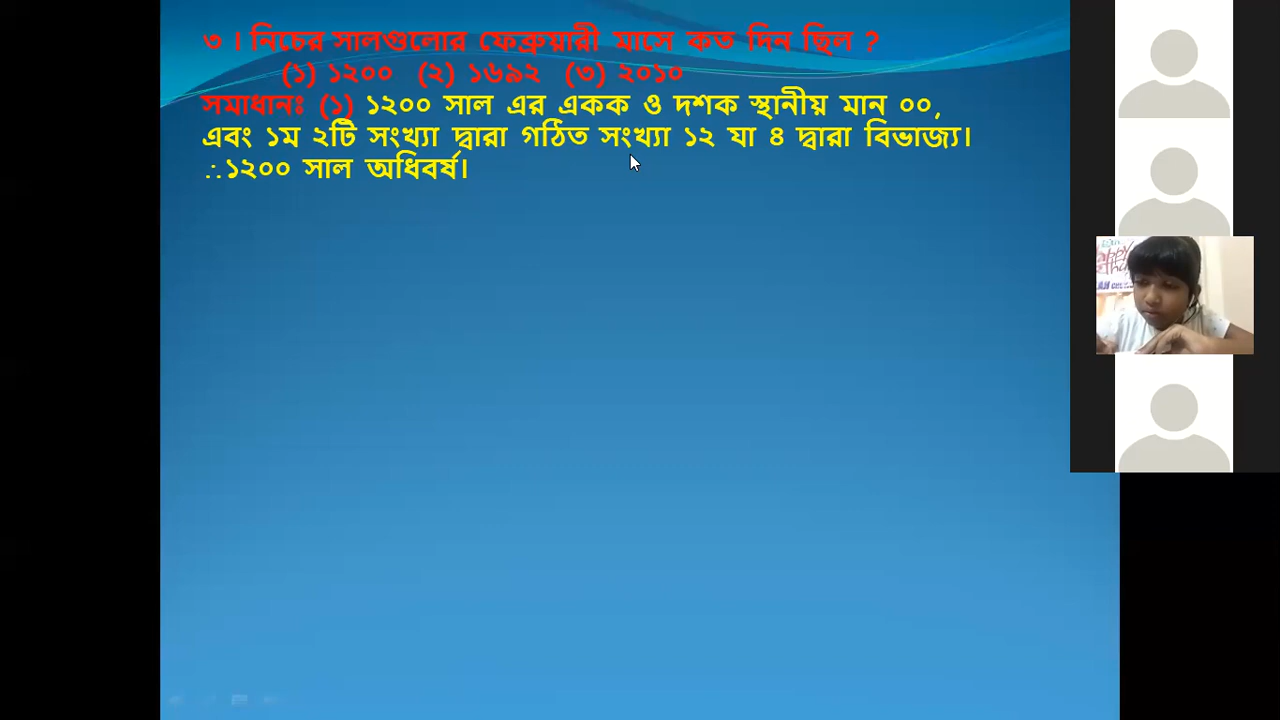 ৩। নিচের সালগুলোর ফেব্রুয়ারী মাসে কত দিন ছিল ?
(১) ১২০০ (২) ১৬৯২ (৩) ২০১০
সমাধানঃ (১) ১২০০ সাল এর একক ও দশক স্থানীয় মান ০০,
এবং ১ম ২টি সংখ্যা দ্বারা গঠিত সংখ্যা ১২ যা ৪ দ্বারা বিভাজ্য।
∴১২০০ সাল অধিবর্ষ।